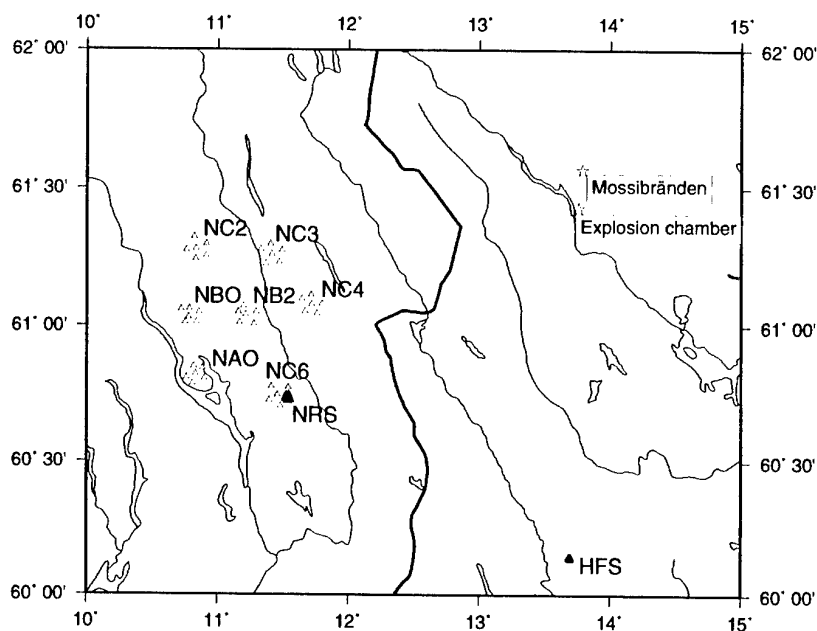 10° 11° 12° 13° 14° 15°
62° 00' 62° 00'
61° 30' 61° 30'
Mossibränden
Explosion chamber
NC2 NC3
NBO NB2 NC4
61° 00' 61° 00'
NAO NC6
NRS
60° 30' 60° 30'
HFS
60° 00' 60° 00'
10° 11° 12° 13° 14° 15°